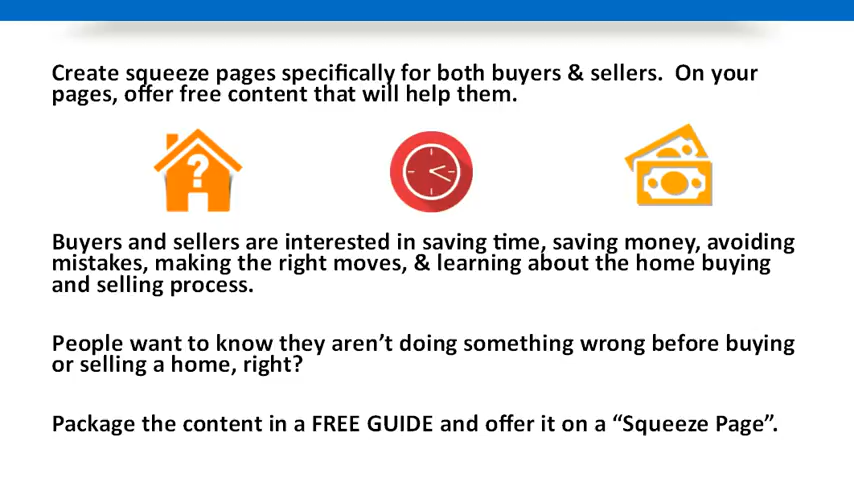 Create squeeze pages specifically for both buyers & sellers.  On your
pages, offer free content that will help them.
?
Buyers and sellers are interested in saving time, saving money, avoiding
mistakes, making the right moves, & learning about the home buying
and selling process.
People want to know they aren’t doing something wrong before buying
or selling a home, right?
Package the content in a FREE GUIDE and offer it on a “Squeeze Page”.